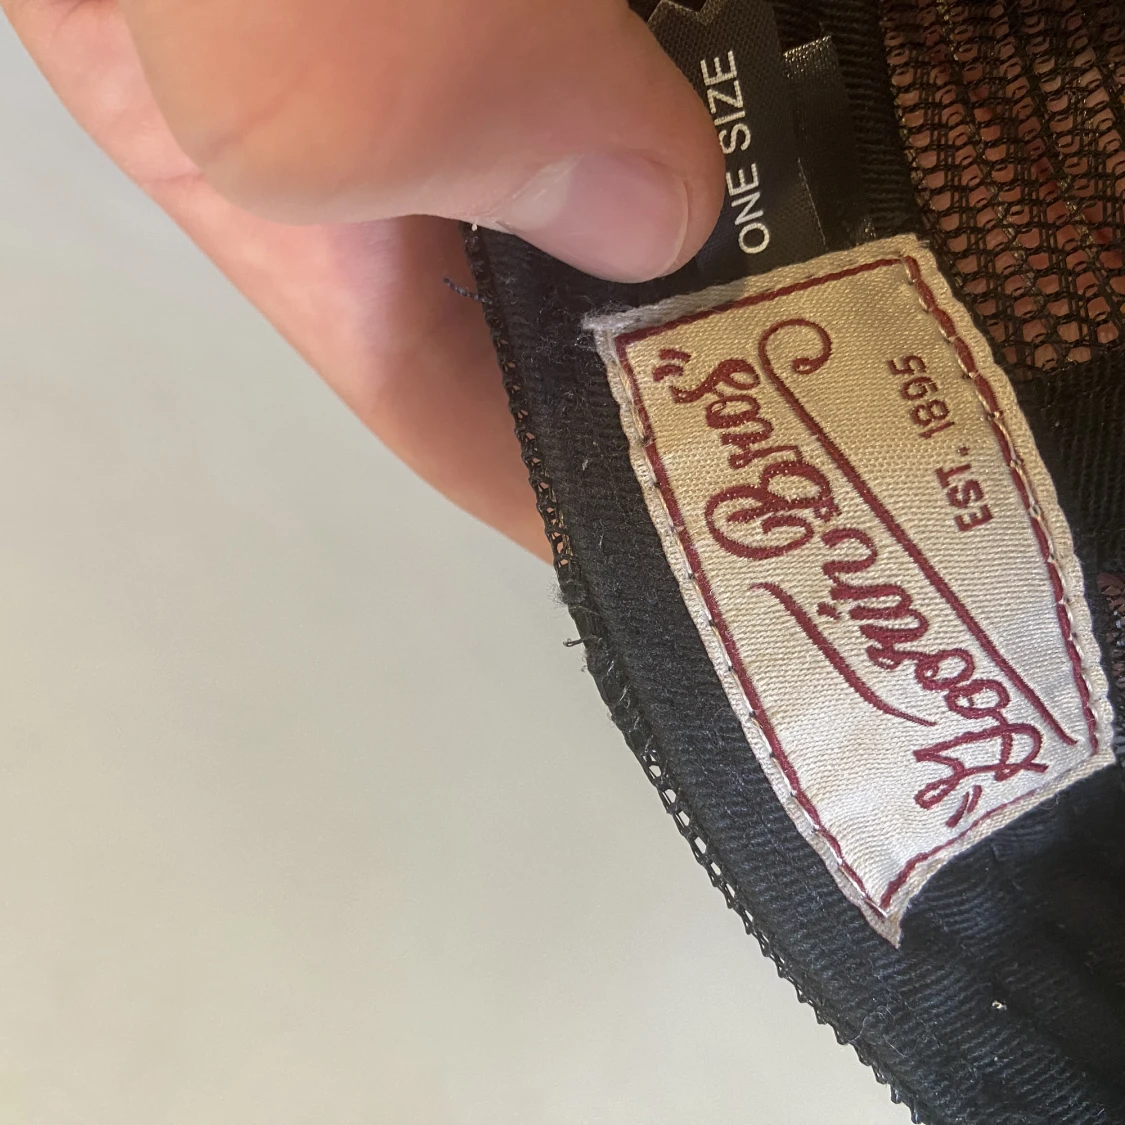 ONE SIZE
"Goorin Bros"
EST. 1895